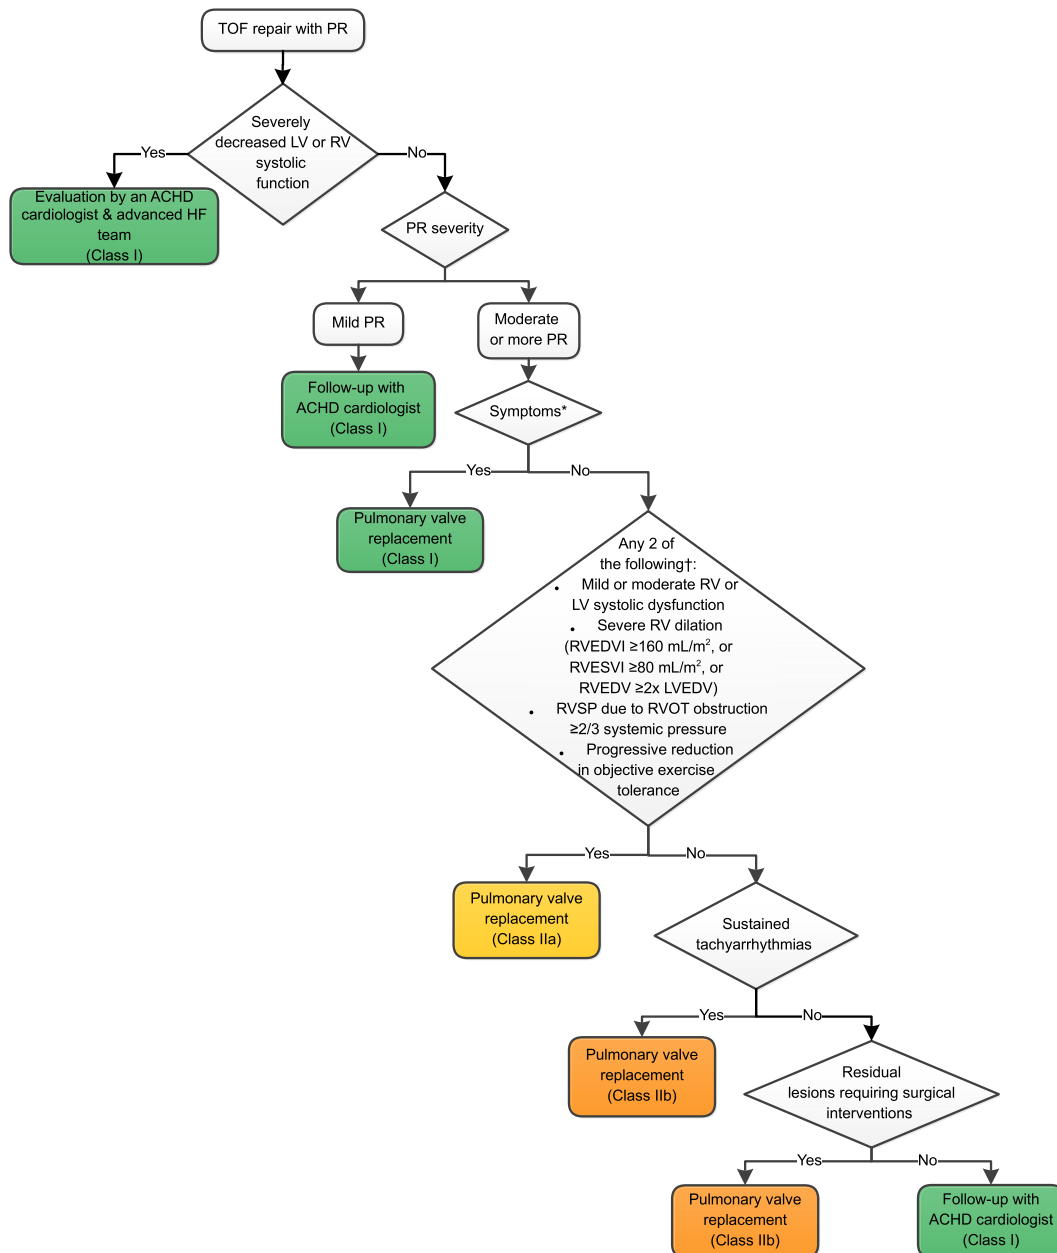 TOF repair with PR
Severely
decreased LV or RV
systolic
function
Yes
No
Evaluation by an ACHD
cardiologist & advanced HF
team
(Class I)
PR severity
Mild PR
Moderate
or more PR
Follow-up with
ACHD cardiologist
(Class I)
Symptoms*
Yes
No
Pulmonary valve
replacement
(Class I)
Any 2 of
the following†:
• Mild or moderate RV or
LV systolic dysfunction
• Severe RV dilation
(RVEDVI ≥160 mL/m², or
RVESVI ≥80 mL/m², or
RVEDV ≥2x LVEDV)
• RVSP due to RVOT obstruction
≥2/3 systemic pressure
• Progressive reduction
in objective exercise
tolerance
Yes
No
Pulmonary valve
replacement
(Class IIa)
Sustained
tachyarrhythmias
Yes
No
Pulmonary valve
replacement
(Class IIb)
Residual
lesions requiring surgical
interventions
Yes
No
Pulmonary valve
replacement
(Class IIb)
Follow-up with
ACHD cardiologist
(Class I)